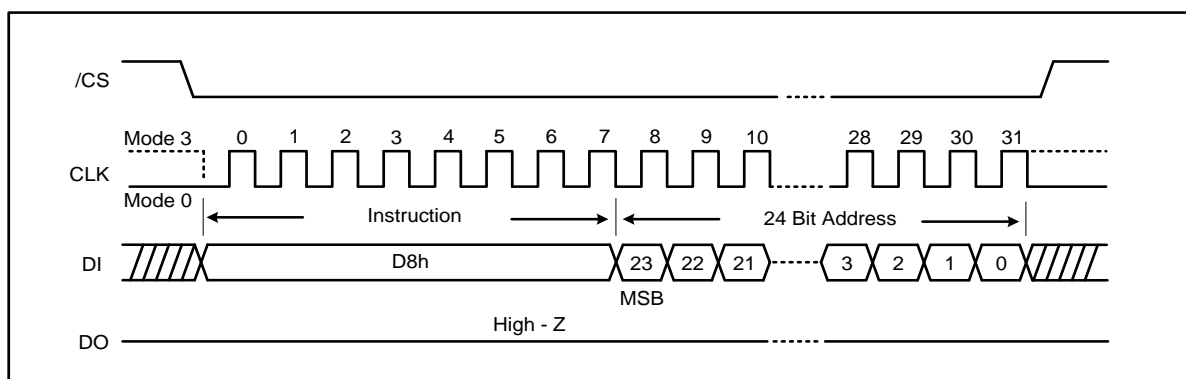 /CS
Mode 3 0 1 2 3 4 5 6 7 8 9 10 28 29 30 31
CLK
Mode 0
Instruction 24 Bit Address
DI D8h 23 22 21 3 2 1 0
MSB
High - Z
DO